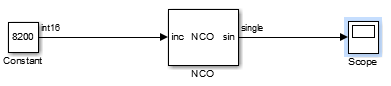 int16
single
8200
inc NCO sin
Constant
NCO
Scope